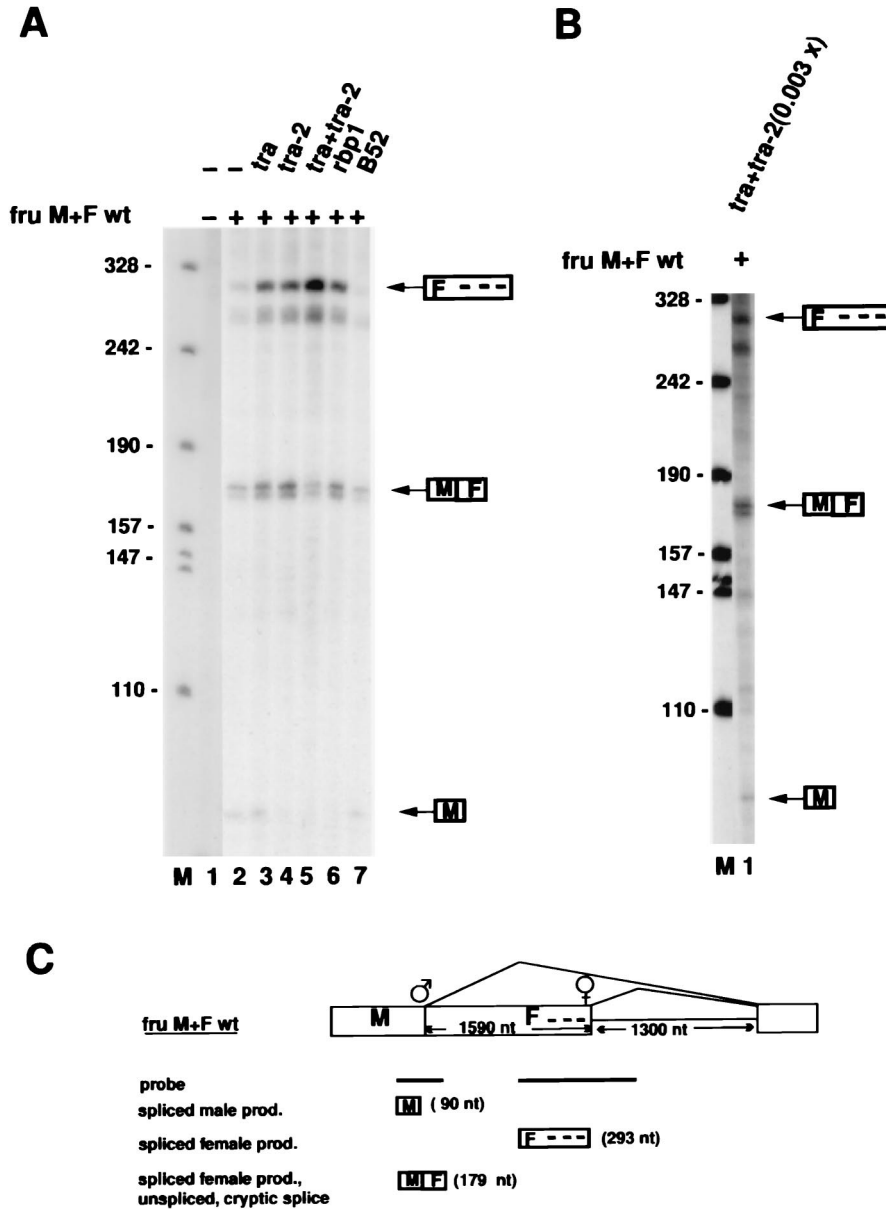 A
B
– – tra tra-2 tra+tra-2 rbp1 B52
tra+tra-2(0.003 x)
fru M+F wt – + + + + + +
fru M+F wt +
328 -
F - - -
242 -
190 -
M F
157 -
147 -
110 -
M
M 1 2 3 4 5 6 7
328 -
F - - -
242 -
190 -
M F
157 -
147 -
110 -
M
M 1
C
♂ ♀
fru M+F wt M 1590 nt F - - - 1300 nt
probe
spliced male prod. M ( 90 nt)
spliced female prod. F - - - (293 nt)
spliced female prod., M F (179 nt)
unspliced, cryptic splice